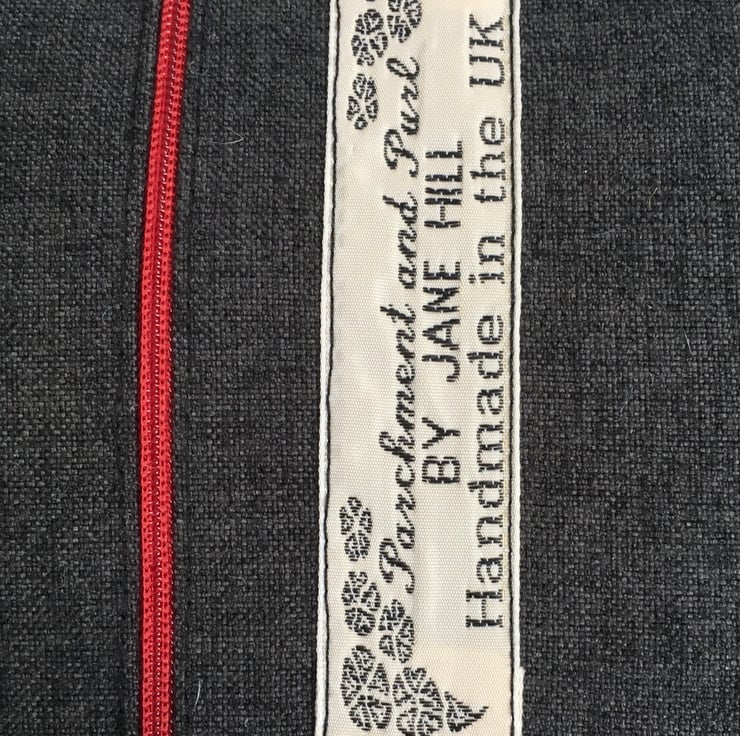 Parchment and Purl
BY JANE HILL
Handmade in the UK